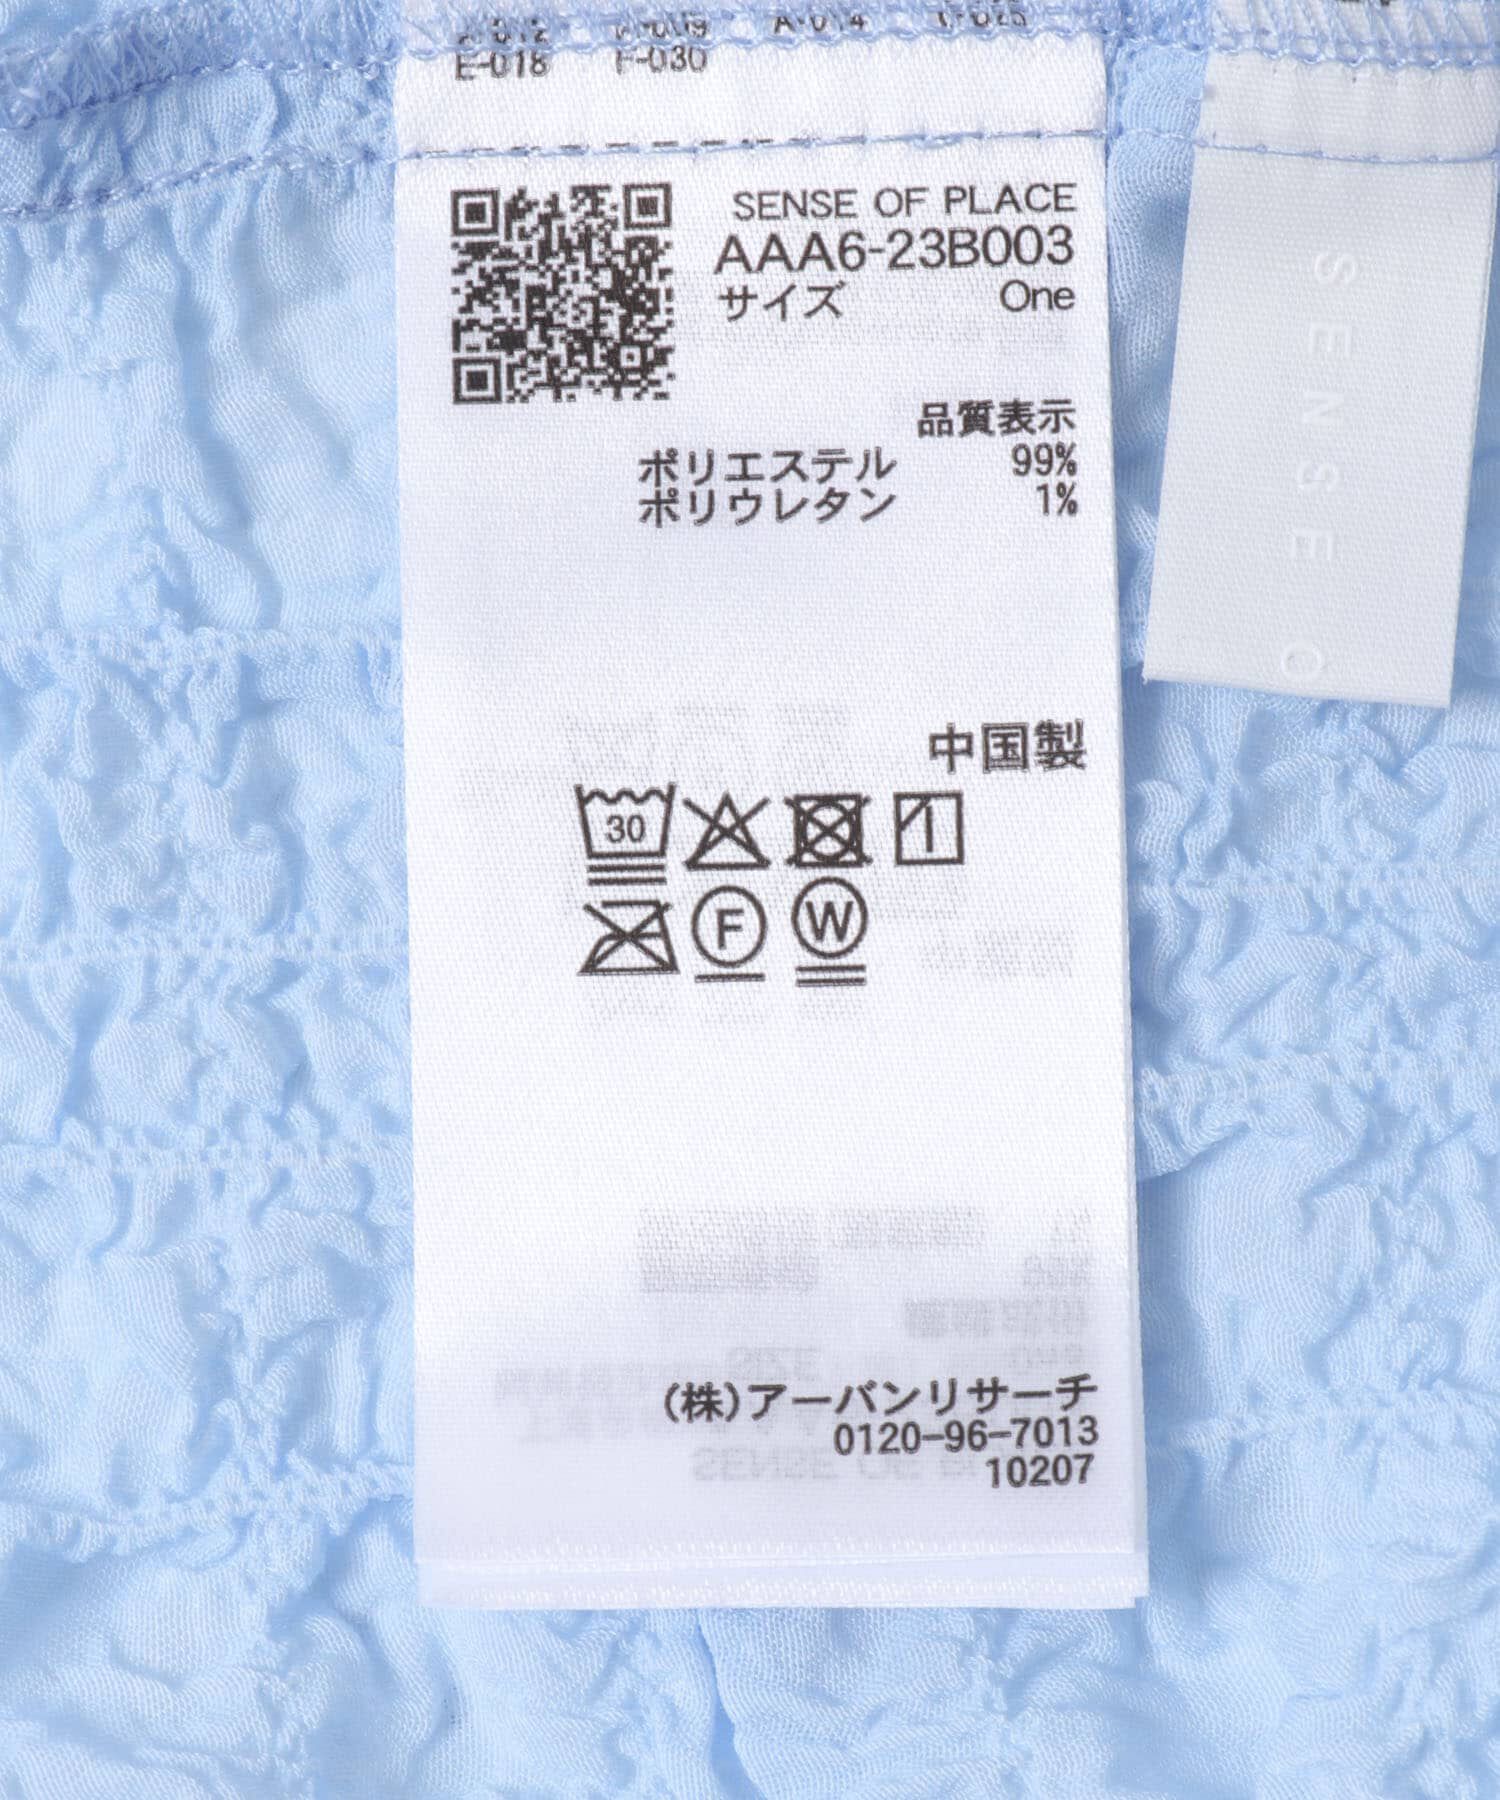 E-018 F-030
SENSE OF PLACE
AAA6-23B003
サイズ One
品質表示
ポリエステル 99%
ポリウレタン 1%
中国製
30
F W
(株)アーバンリサーチ
0120-96-7013
10207
SENSE O